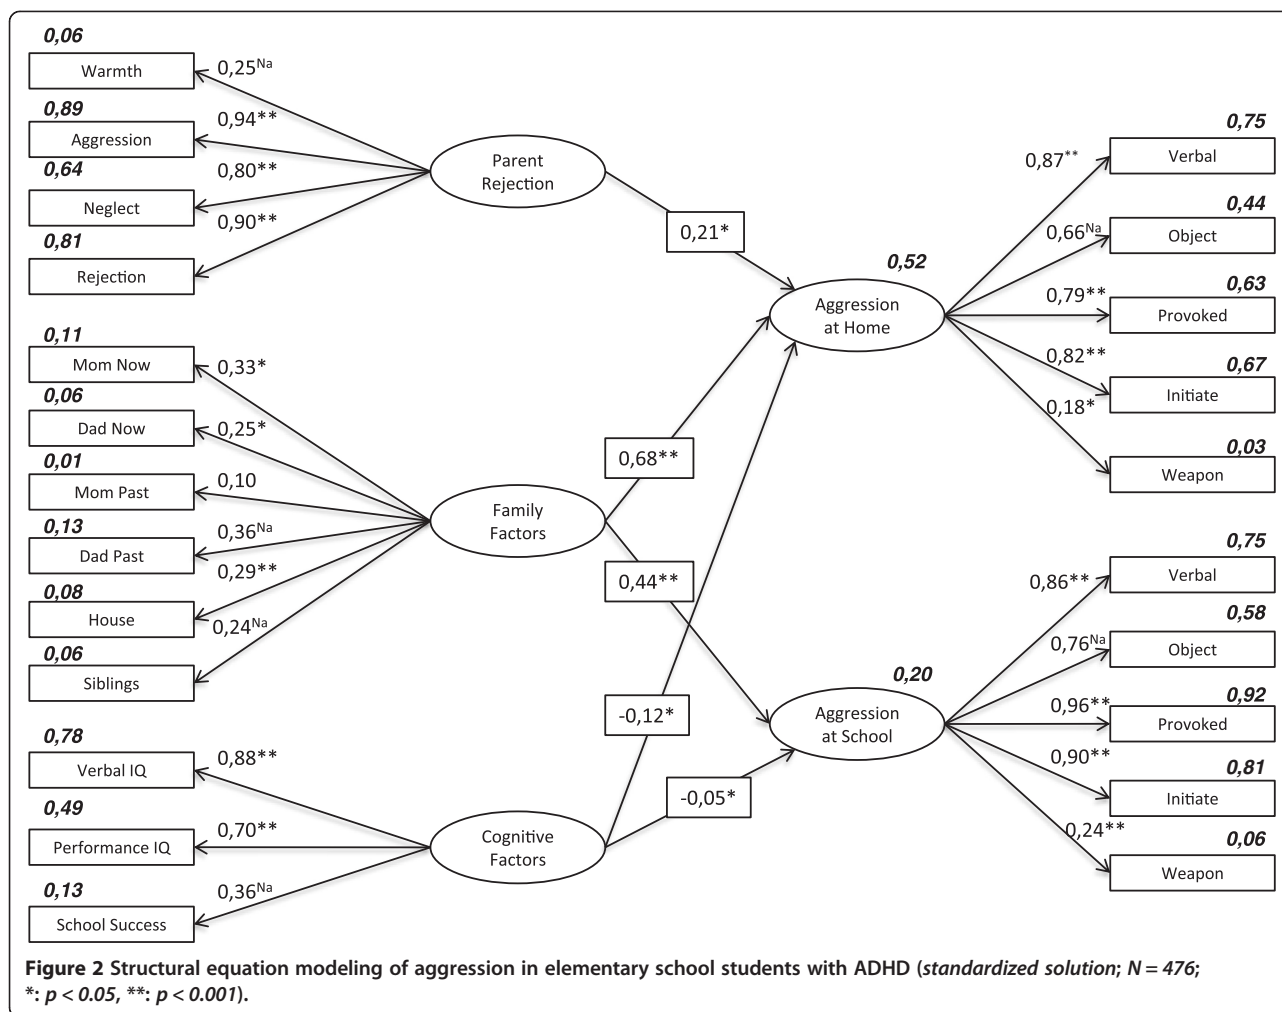 0,06
Warmth
0,25Na
0,89
Aggression
0,94**
0,64
Neglect
0,80**
0,81
Rejection
0,90**
Parent
Rejection
0,21*
0,11
Mom Now
0,33*
0,06
Dad Now
0,25*
0,01
Mom Past
0,10
0,13
Dad Past
0,36Na
0,08
House
0,29**
0,06
Siblings
0,24Na
Family
Factors
0,68**
0,44**
0,78
Verbal IQ
0,88**
0,49
Performance IQ
0,70**
0,13
School Success
0,36Na
Cognitive
Factors
-0,12*
-0,05*
0,52
Aggression
at Home
0,87**
0,75
Verbal
0,66Na
0,44
Object
0,79**
0,63
Provoked
0,82**
0,67
Initiate
0,18*
0,03
Weapon
0,20
Aggression
at School
0,86**
0,75
Verbal
0,76Na
0,58
Object
0,96**
0,92
Provoked
0,90**
0,81
Initiate
0,24**
0,06
Weapon
Figure 2 Structural equation modeling of aggression in elementary school students with ADHD (standardized solution; N = 476;
*: p < 0.05, **: p < 0.001).